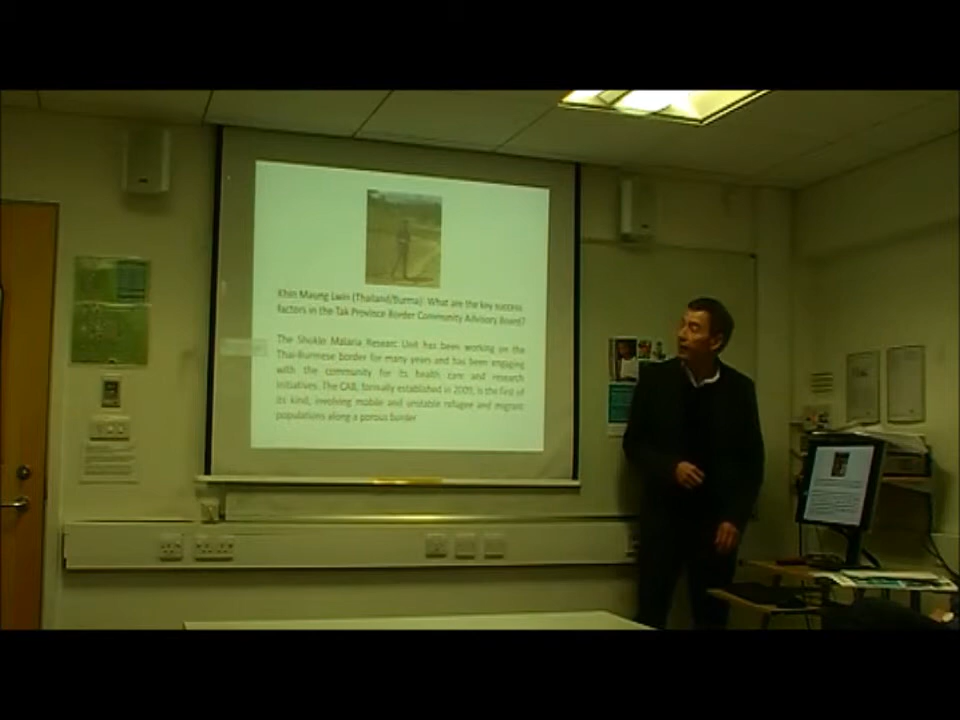 Khin Maung Lwin (Thailand/Burma): What are the key success
factors in the Tak Province Border Community Advisory Board?
The Shokle Malaria Researc Unit has been working on the
Thai-Burmese border for many years and has been engaging
with the community for its health care and research
initiatives. The CAB, formally established in 2009, is the first of
its kind, involving mobile and unstable refugee and migrant
populations along a porous border